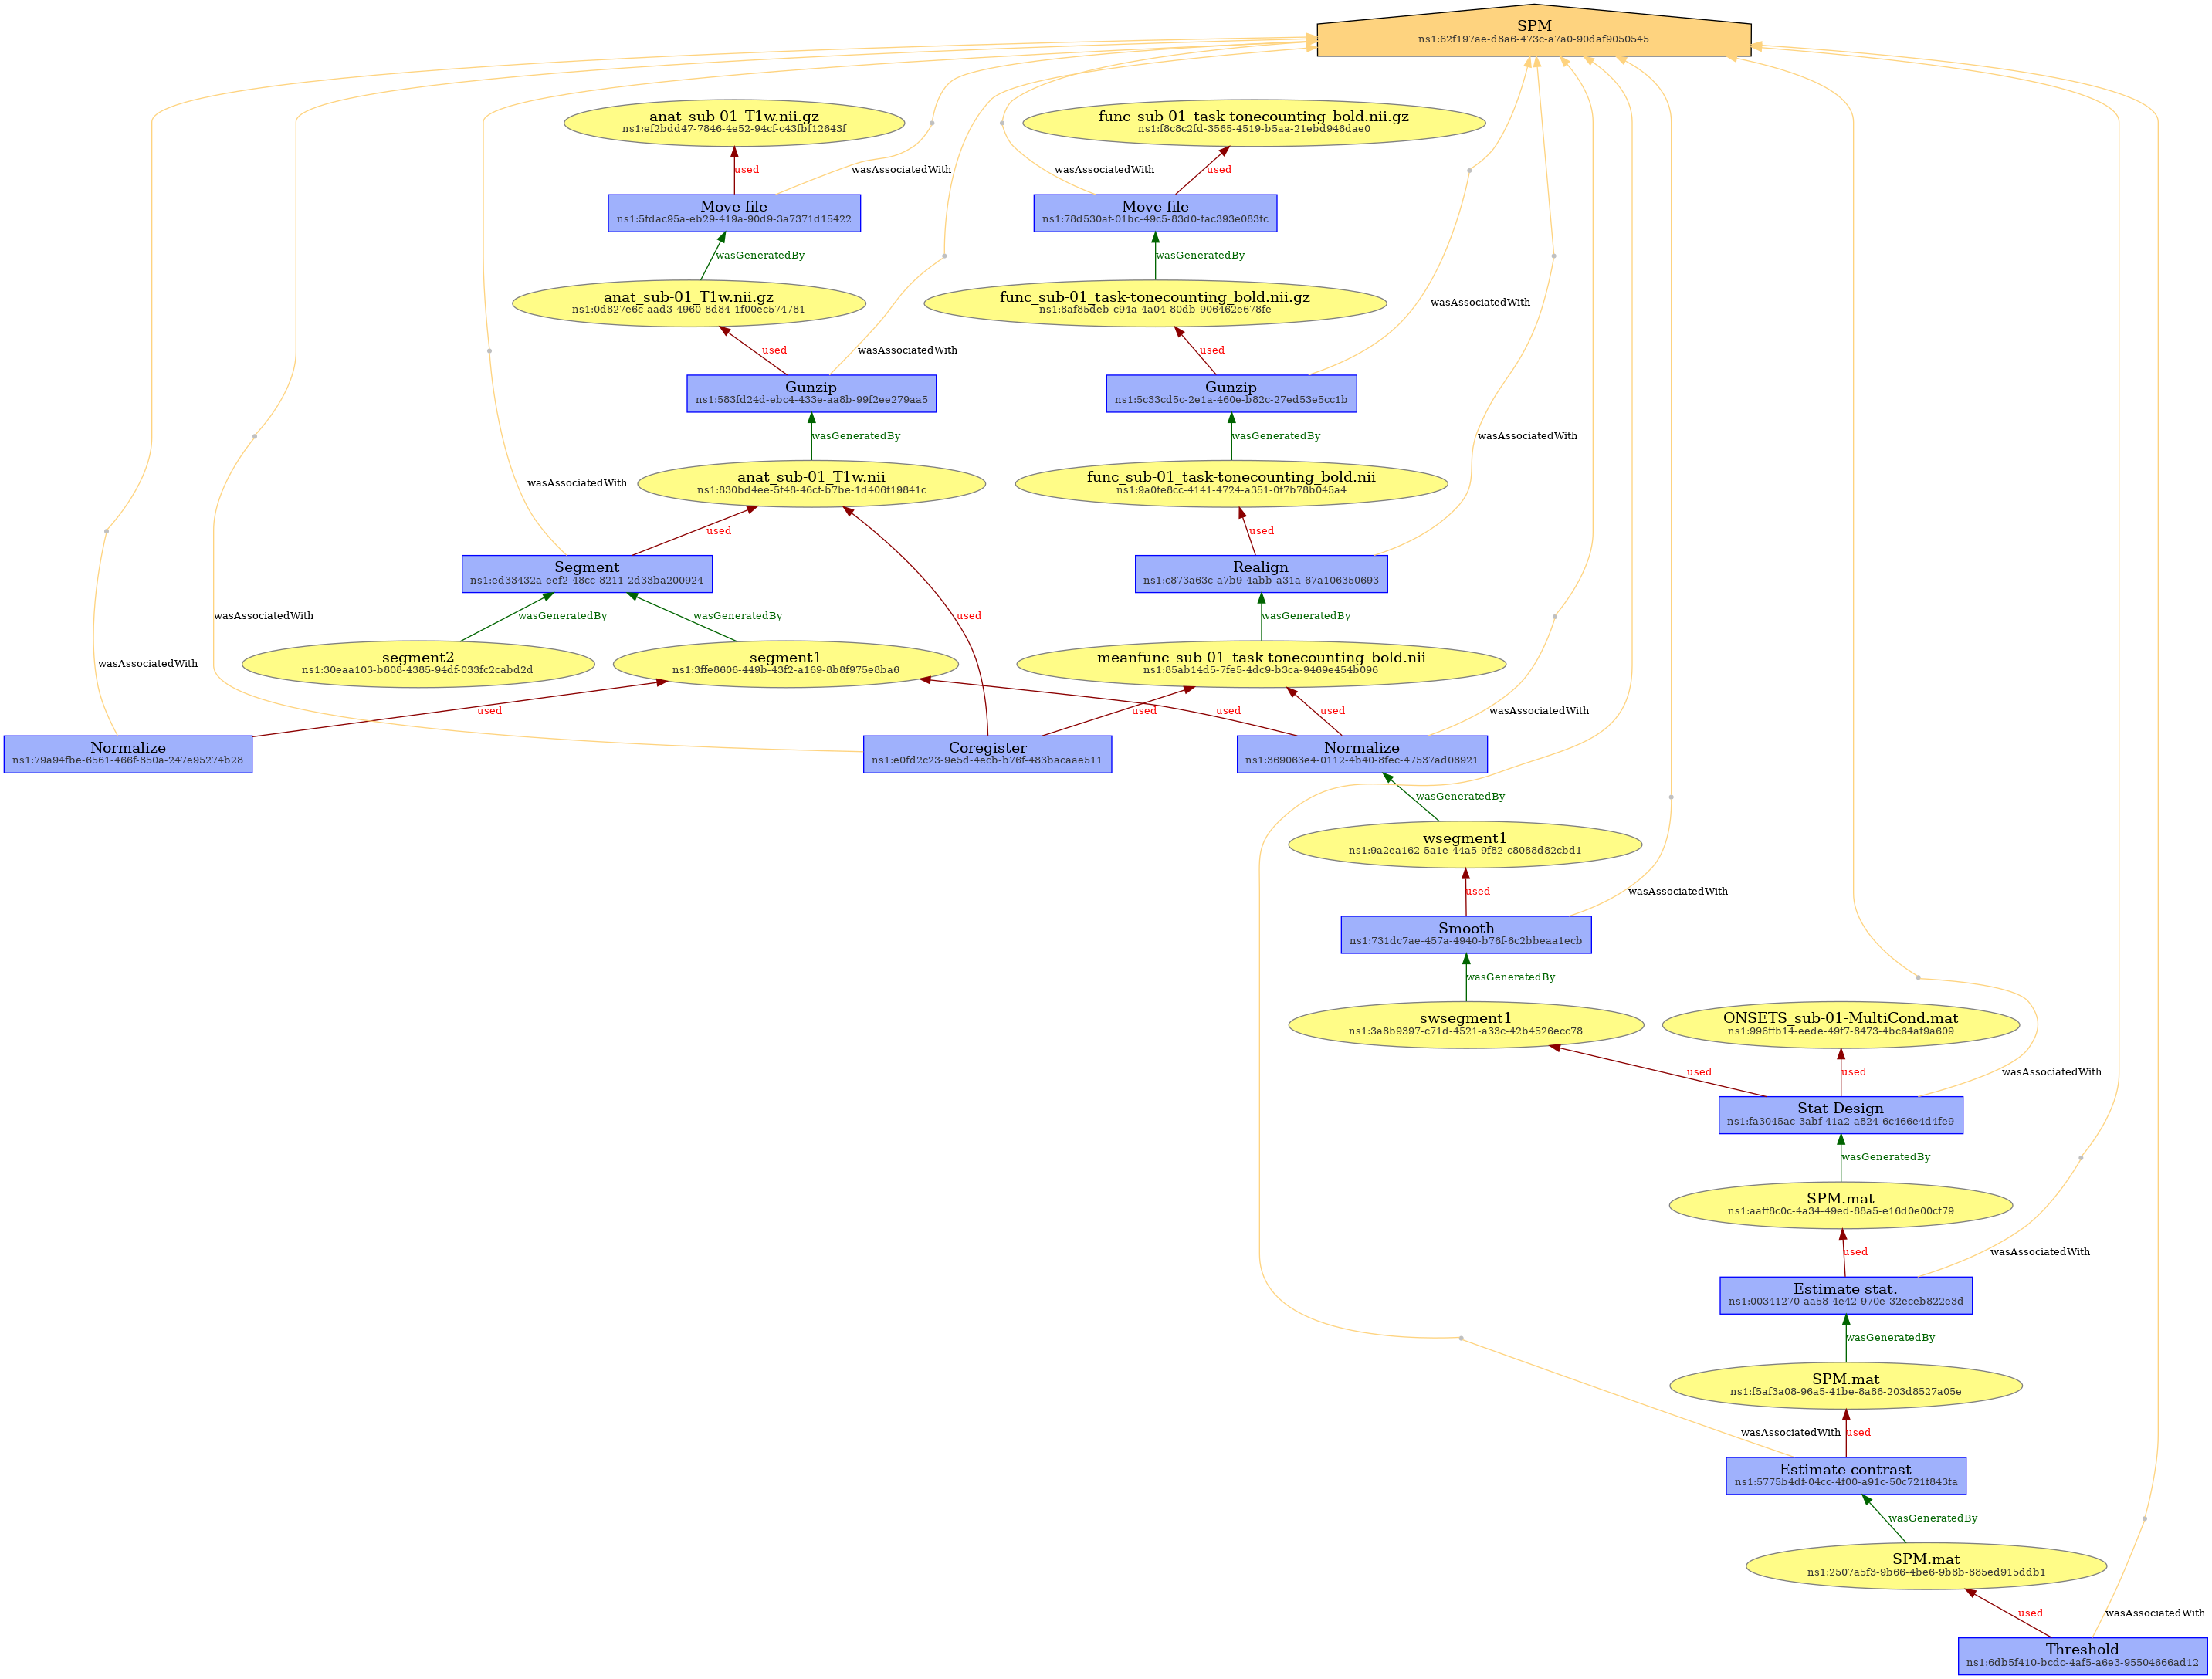 SPM
ns1:62f197ae-d8a6-473c-a7a0-90daf9050545
anat_sub-01_T1w.nii.gz
ns1:ef2bdd47-7846-4e52-94cf-c43fbf12643f
func_sub-01_task-tonecounting_bold.nii.gz
ns1:f8c8c2fd-3565-4519-b5aa-21ebd946dae0
used
wasAssociatedWith
wasAssociatedWith
used
Move file
ns1:5fdac95a-eb29-419a-90d9-3a7371d15422
Move file
ns1:78d530af-01bc-49c5-83d0-fac393e083fc
wasGeneratedBy
wasGeneratedBy
anat_sub-01_T1w.nii.gz
ns1:0d827e6c-aad3-4960-8d84-1f00ec574781
func_sub-01_task-tonecounting_bold.nii.gz
ns1:8af85deb-c94a-4a04-80db-906462e678fe
wasAssociatedWith
used
wasAssociatedWith
used
Gunzip
ns1:583fd24d-ebc4-433e-aa8b-99f2ee279aa5
Gunzip
ns1:5c33cd5c-2e1a-460e-b82c-27ed53e5cc1b
wasGeneratedBy
wasGeneratedBy
wasAssociatedWith
anat_sub-01_T1w.nii
ns1:830bd4ee-5f48-46cf-b7be-1d406f19841c
func_sub-01_task-tonecounting_bold.nii
ns1:9a0fe8cc-4141-4724-a351-0f7b78b045a4
wasAssociatedWith
used
used
Segment
ns1:ed33432a-eef2-48cc-8211-2d33ba200924
Realign
ns1:c873a63c-a7b9-4abb-a31a-67a106350693
wasAssociatedWith
wasGeneratedBy
wasGeneratedBy
used
wasGeneratedBy
wasAssociatedWith
segment2
ns1:30eaa103-b808-4385-94df-033fc2cabd2d
segment1
ns1:3ffe8606-449b-43f2-a169-8b8f975e8ba6
meanfunc_sub-01_task-tonecounting_bold.nii
ns1:85ab14d5-7fe5-4dc9-b3ca-9469e454b096
used
used
used
used
wasAssociatedWith
Normalize
ns1:79a94fbe-6561-466f-850a-247e95274b28
Coregister
ns1:e0fd2c23-9e5d-4ecb-b76f-483bacaae511
Normalize
ns1:369063e4-0112-4b40-8fec-47537ad08921
wasGeneratedBy
wsegment1
ns1:9a2ea162-5a1e-44a5-9f82-c8088d82cbd1
used
wasAssociatedWith
Smooth
ns1:731dc7ae-457a-4940-b76f-6c2bbeaa1ecb
wasGeneratedBy
swsegment1
ns1:3a8b9397-c71d-4521-a33c-42b4526ecc78
ONSETS_sub-01-MultiCond.mat
ns1:996ffb14-eede-49f7-8473-4bc64af9a609
used
used
wasAssociatedWith
Stat Design
ns1:fa3045ac-3abf-41a2-a824-6c466e4d4fe9
wasGeneratedBy
SPM.mat
ns1:aaff8c0c-4a34-49ed-88a5-e16d0e00cf79
used
wasAssociatedWith
Estimate stat.
ns1:00341270-aa58-4e42-970e-32eceb822e3d
wasGeneratedBy
SPM.mat
ns1:f5af3a08-96a5-41be-8a86-203d8527a05e
wasAssociatedWith
used
Estimate contrast
ns1:5775b4df-04cc-4f00-a91c-50c721f843fa
wasGeneratedBy
SPM.mat
ns1:2507a5f3-9b66-4be6-9b8b-885ed915ddb1
used
wasAssociatedWith
Threshold
ns1:6db5f410-bcdc-4af5-a6e3-95504666ad12